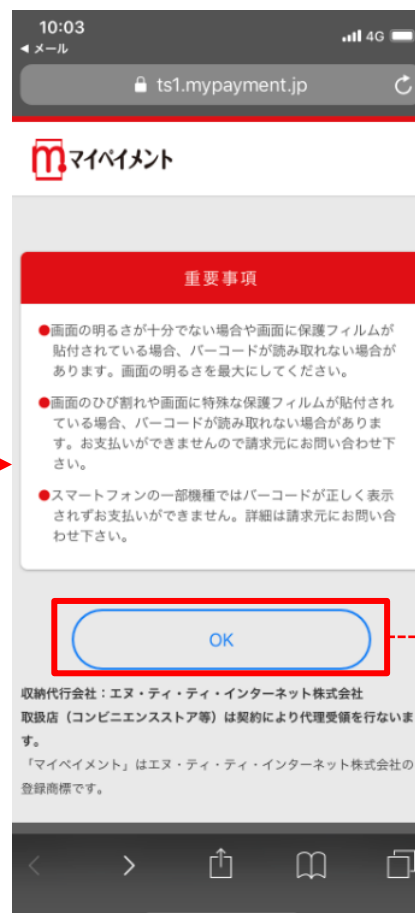 10:03
4G
◀ メール
ts1.mypayment.jp
m.マイペイメント
重要事項
●画面の明るさが十分でない場合や画面に保護フィルムが
貼付されている場合、バーコードが読み取れない場合が
あります。画面の明るさを最大にしてください。
●画面のひび割れや画面に特殊な保護フィルムが貼付され
ている場合、バーコードが読み取れない場合がありま
す。お支払いができませんので請求元にお問い合わせ下
さい。
●スマートフォンの一部機種ではバーコードが正しく表示
されずお支払いができません。詳細は請求元にお問い合
わせ下さい。
OK
収納代行会社：エヌ・ティ・ティ・インターネット株式会社
取扱店（コンビニエンスストア等）は契約により代理受領を行ないま
す。
「マイペイメント」はエヌ・ティ・ティ・インターネット株式会社の
登録商標です。